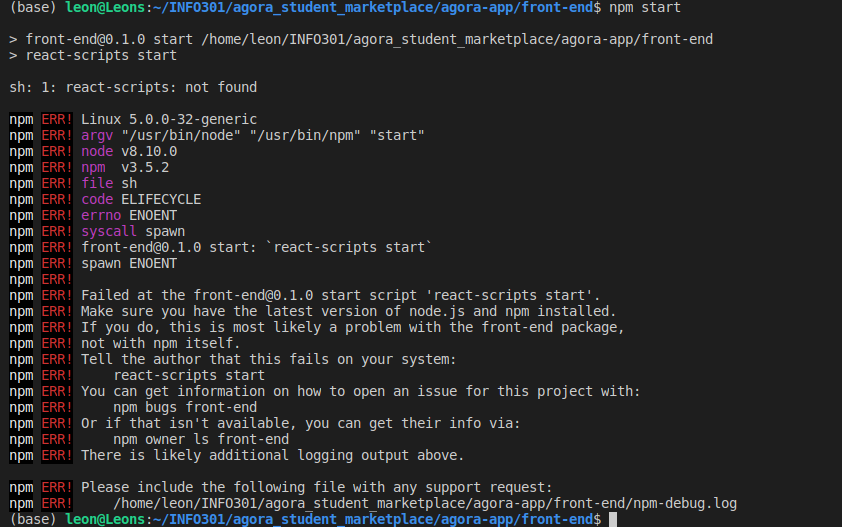 (base) leon@Leons:~/INFO301/agora_student_marketplace/agora-app/front-end$ npm start
> front-end@0.1.0 start /home/leon/INFO301/agora_student_marketplace/agora-app/front-end
> react-scripts start
sh: 1: react-scripts: not found
npm ERR! Linux 5.0.0-32-generic
npm ERR! argv "/usr/bin/node" "/usr/bin/npm" "start"
npm ERR! node v8.10.0
npm ERR! npm  v3.5.2
npm ERR! file sh
npm ERR! code ELIFECYCLE
npm ERR! errno ENOENT
npm ERR! syscall spawn
npm ERR! front-end@0.1.0 start: `react-scripts start`
npm ERR! spawn ENOENT
npm ERR!
npm ERR! Failed at the front-end@0.1.0 start script 'react-scripts start'.
npm ERR! Make sure you have the latest version of node.js and npm installed.
npm ERR! If you do, this is most likely a problem with the front-end package,
npm ERR! not with npm itself.
npm ERR! Tell the author that this fails on your system:
npm ERR!     react-scripts start
npm ERR! You can get information on how to open an issue for this project with:
npm ERR!     npm bugs front-end
npm ERR! Or if that isn't available, you can get their info via:
npm ERR!     npm owner ls front-end
npm ERR! There is likely additional logging output above.
npm ERR! Please include the following file with any support request:
npm ERR!     /home/leon/INFO301/agora_student_marketplace/agora-app/front-end/npm-debug.log
(base) leon@Leons:~/INFO301/agora_student_marketplace/agora-app/front-end$